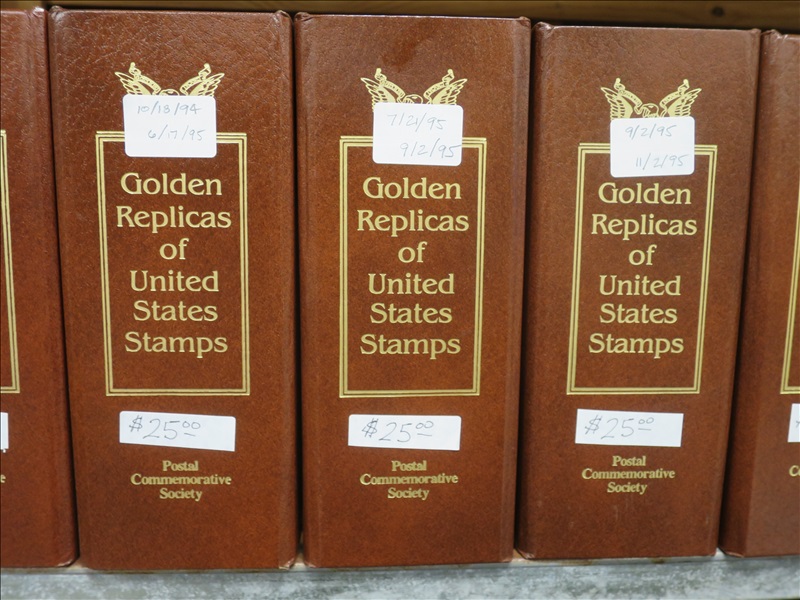 10/18/94
6/17/95
Golden
Replicas
of
United
States
Stamps
$25.00
Postal
Commemorative
Society
7/21/95
9/2/95
Golden
Replicas
of
United
States
Stamps
$25.00
Postal
Commemorative
Society
9/2/95
11/2/95
Golden
Replicas
of
United
States
Stamps
$25.00
Postal
Commemorative
Society